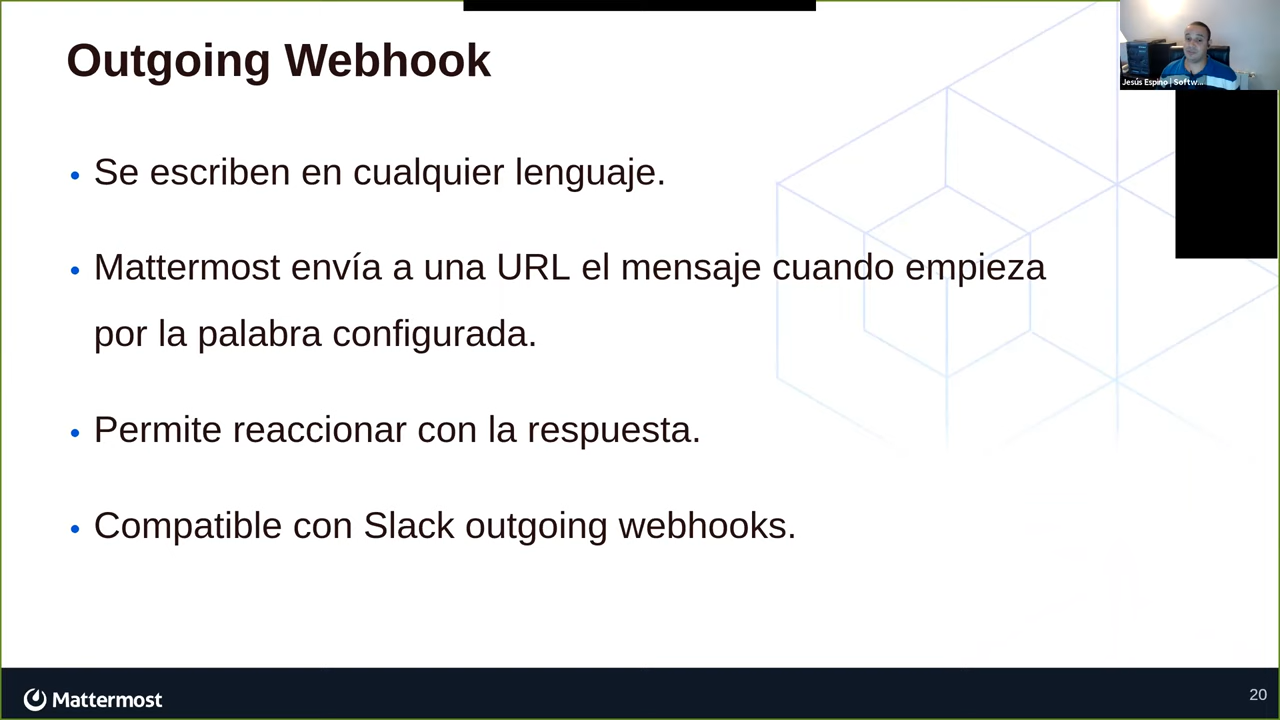 Outgoing Webhook
Jesús Espino | Softw...
• Se escriben en cualquier lenguaje.
• Mattermost envía a una URL el mensaje cuando empieza
por la palabra configurada.
• Permite reaccionar con la respuesta.
• Compatible con Slack outgoing webhooks.
Mattermost
20